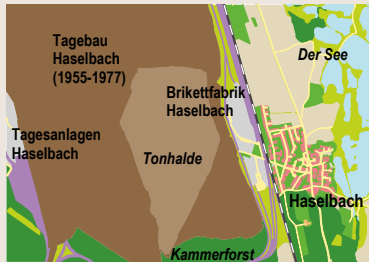 Tagebau
Haselbach
(1955-1977)
Der See
Brikettfabrik
Haselbach
Tagesanlagen
Haselbach
Tonhalde
Haselbach
Kammerforst